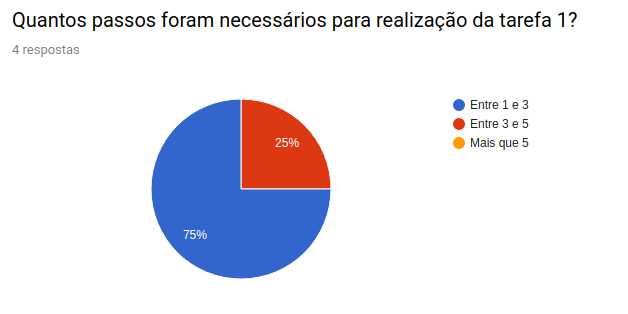 Quantos passos foram necessários para realização da tarefa 1?
4 respostas
Entre 1 e 3
Entre 3 e 5
Mais que 5
25%
75%